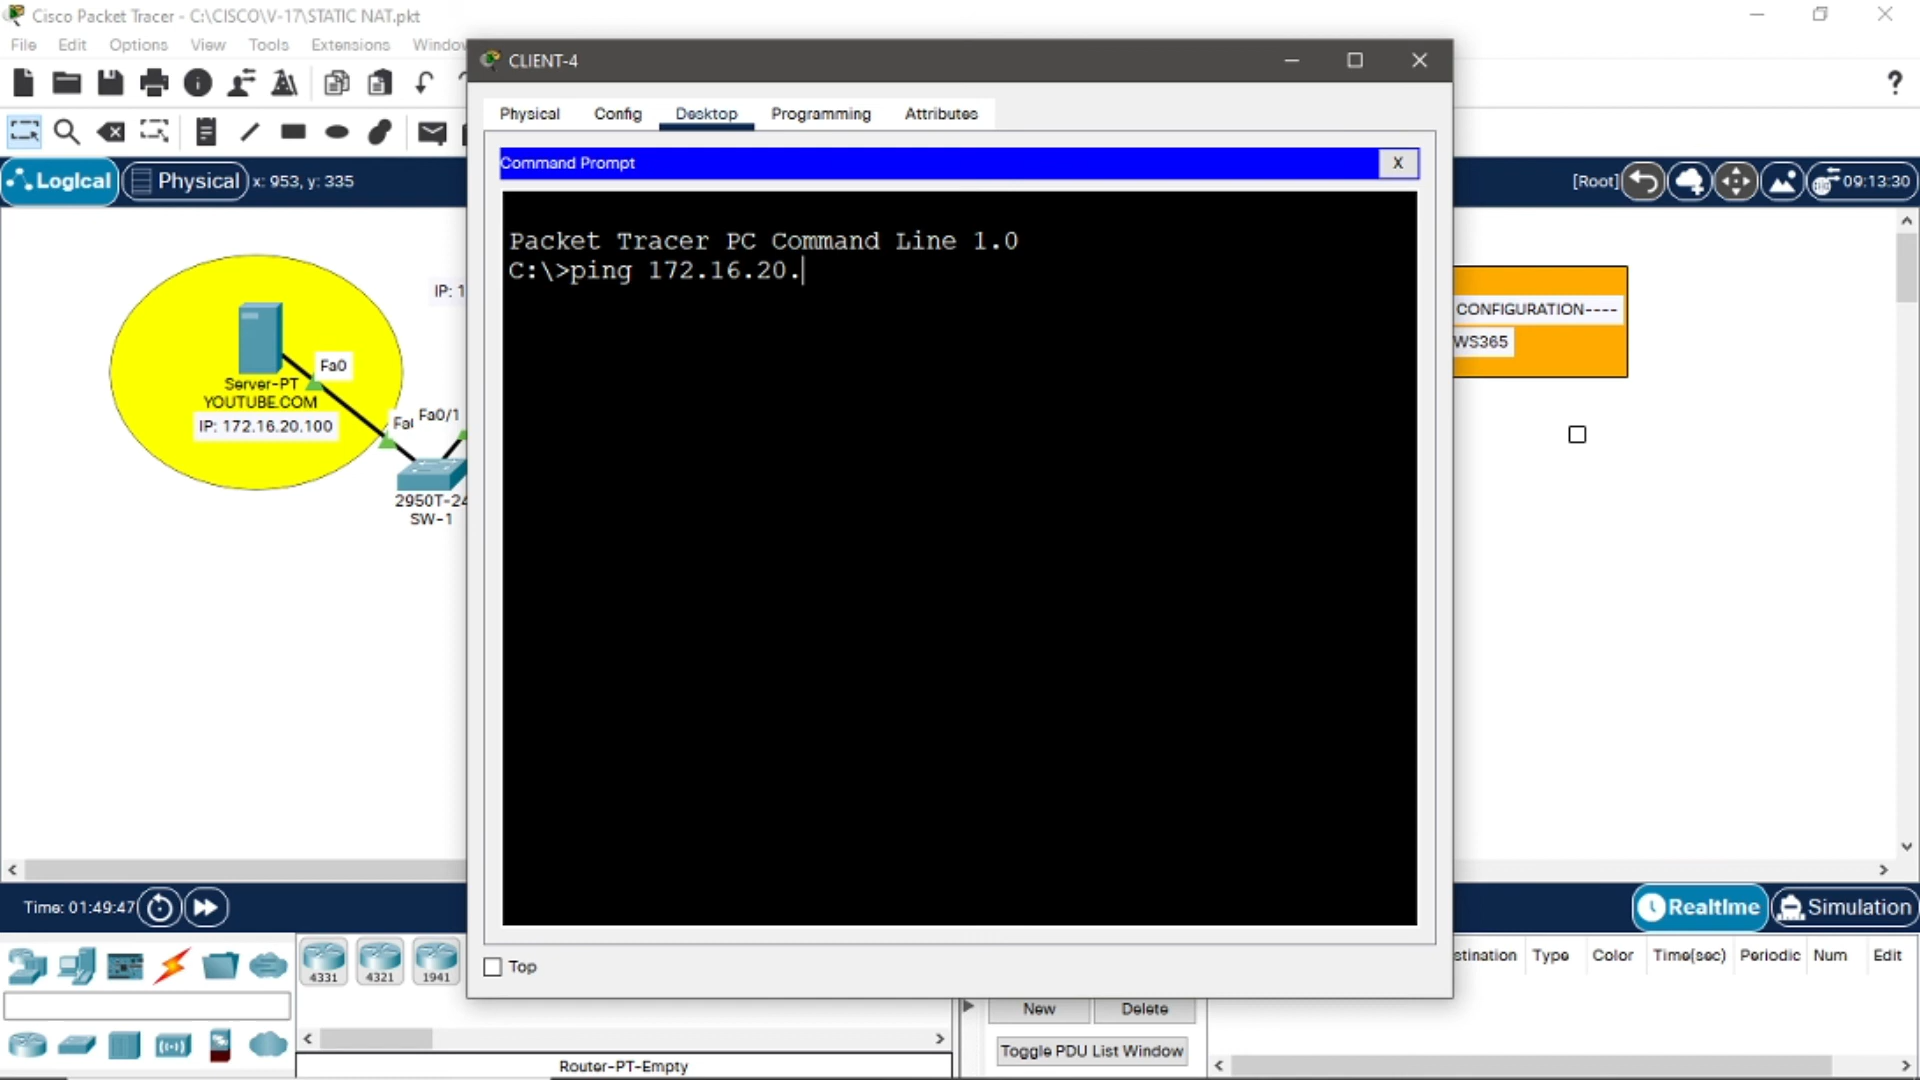 Cisco Packet Tracer - C:\CISCO\V-17\STATIC NAT.pkt
File Edit Options View Tools Extensions Window
CLIENT-4
Physical Config Desktop Programming Attributes
Command Prompt X
Logical Physical x: 953, y: 335
[Root] 09:13:30
Packet Tracer PC Command Line 1.0
C:\>ping 172.16.20.
IP: 1
CONFIGURATION----
WS365
Fa0
Server-PT
YOUTUBE.COM
IP: 172.16.20.100
Fa0/1
2950T-24
SW-1
Time: 01:49:47
Realtime Simulation
4331 4321 1941
Top
stination Type Color Time(sec) Periodic Num Edit
New Delete
Toggle PDU List Window
Router-PT-Empty